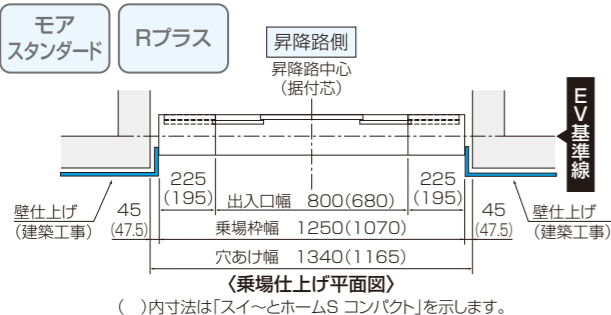 モア
スタンダード
Rプラス
昇降路側
昇降路中心
(据付芯)
EV基準線
225
(195)
出入口幅 800(680)
225
(195)
壁仕上げ
(建築工事)
45
(47.5)
乗場枠幅 1250(1070)
45
(47.5)
壁仕上げ
(建築工事)
穴あけ幅 1340(1165)
〈乗場仕上げ平面図〉
( )内寸法は「スイ~とホームS コンパクト」を示します。